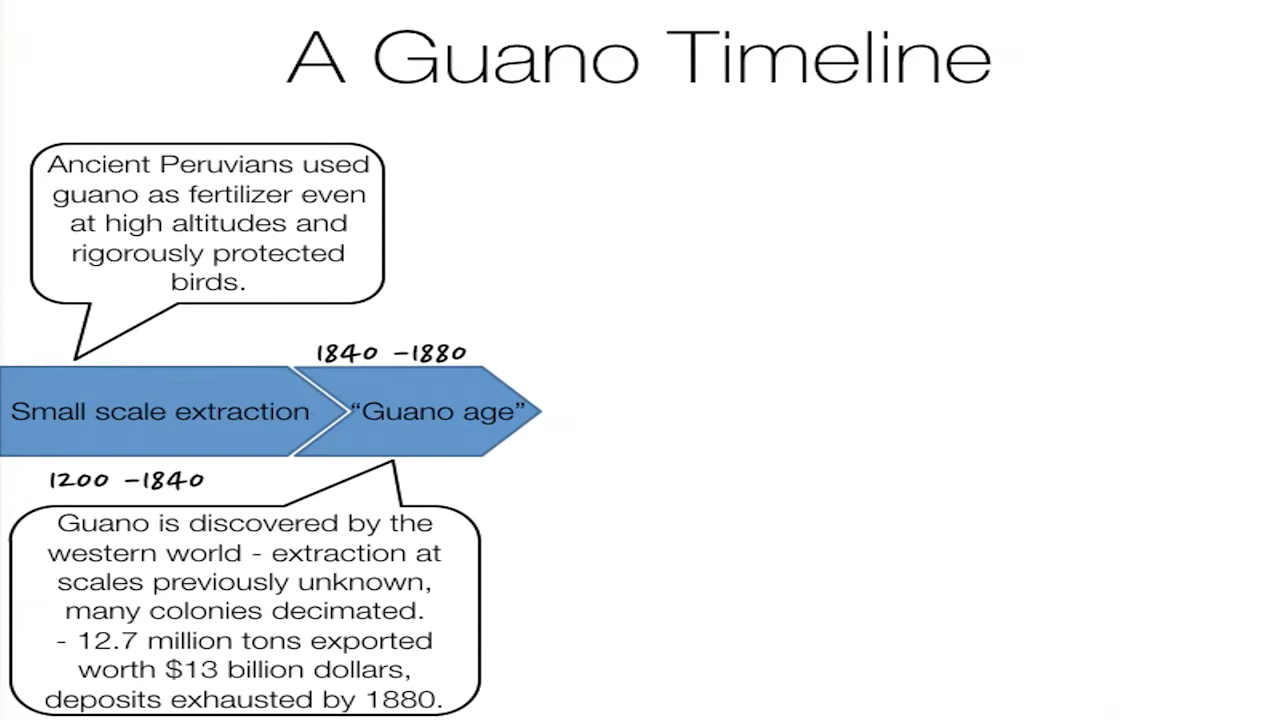 A Guano Timeline
Ancient Peruvians used
guano as fertilizer even
at high altitudes and
rigorously protected
birds.
1840 -1880
Small scale extraction
“Guano age”
1200 -1840
Guano is discovered by the
western world - extraction at
scales previously unknown,
many colonies decimated.
- 12.7 million tons exported
worth $13 billion dollars,
deposits exhausted by 1880.